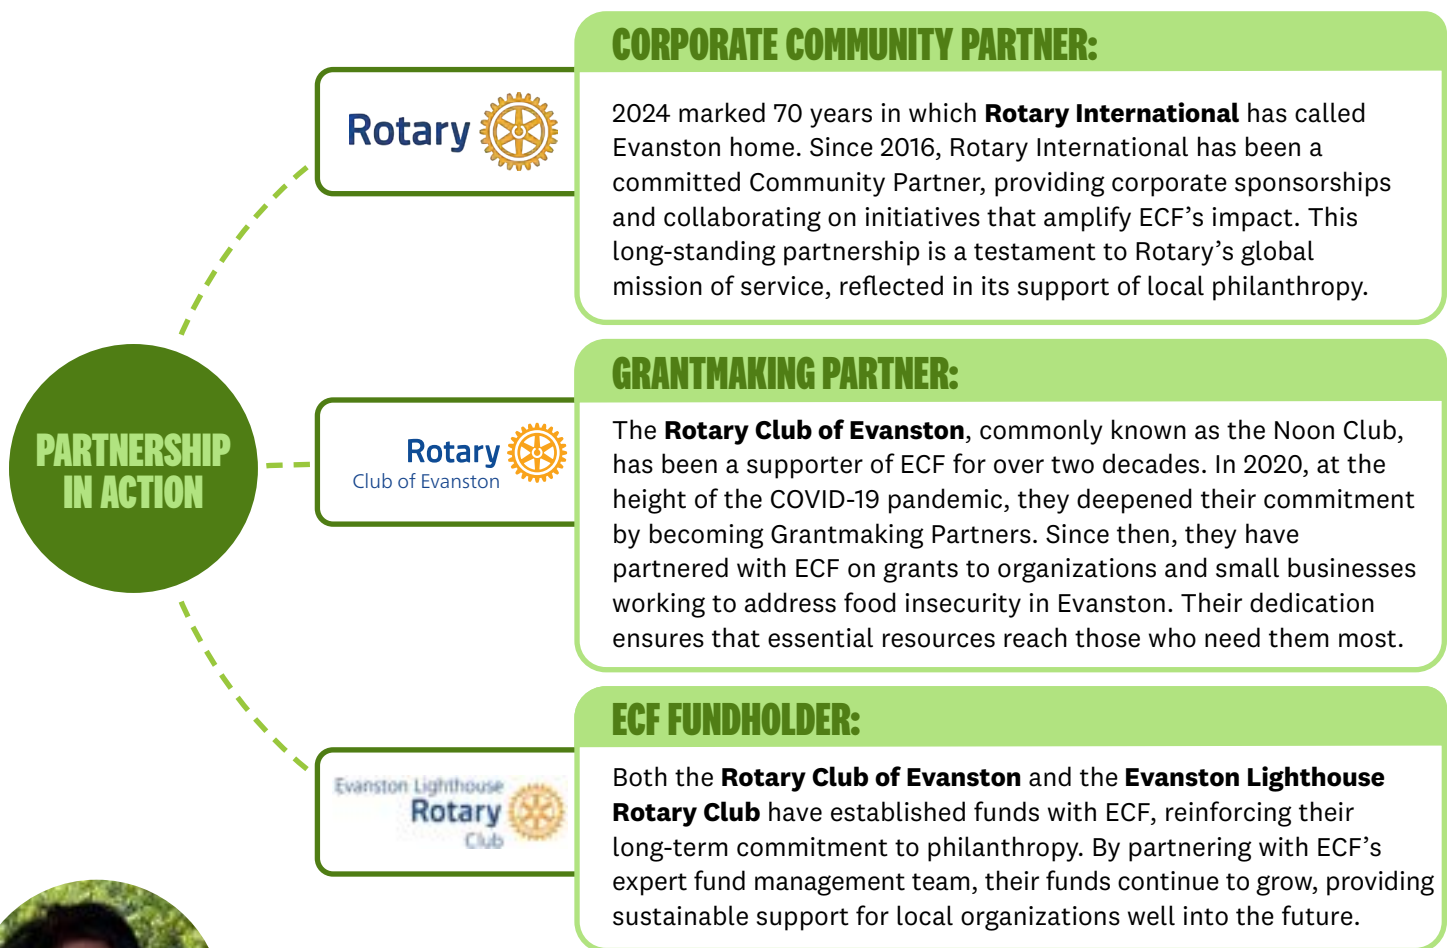 CORPORATE COMMUNITY PARTNER:
Rotary
2024 marked 70 years in which Rotary International has called
Evanston home. Since 2016, Rotary International has been a
committed Community Partner, providing corporate sponsorships
and collaborating on initiatives that amplify ECF’s impact. This
long-standing partnership is a testament to Rotary’s global
mission of service, reflected in its support of local philanthropy.
PARTNERSHIP
IN ACTION
GRANTMAKING PARTNER:
Rotary
Club of Evanston
The Rotary Club of Evanston, commonly known as the Noon Club,
has been a supporter of ECF for over two decades. In 2020, at the
height of the COVID-19 pandemic, they deepened their commitment
by becoming Grantmaking Partners. Since then, they have
partnered with ECF on grants to organizations and small businesses
working to address food insecurity in Evanston. Their dedication
ensures that essential resources reach those who need them most.
ECF FUNDHOLDER:
Evanston Lighthouse
Rotary
Club
Both the Rotary Club of Evanston and the Evanston Lighthouse
Rotary Club have established funds with ECF, reinforcing their
long-term commitment to philanthropy. By partnering with ECF’s
expert fund management team, their funds continue to grow, providing
sustainable support for local organizations well into the future.